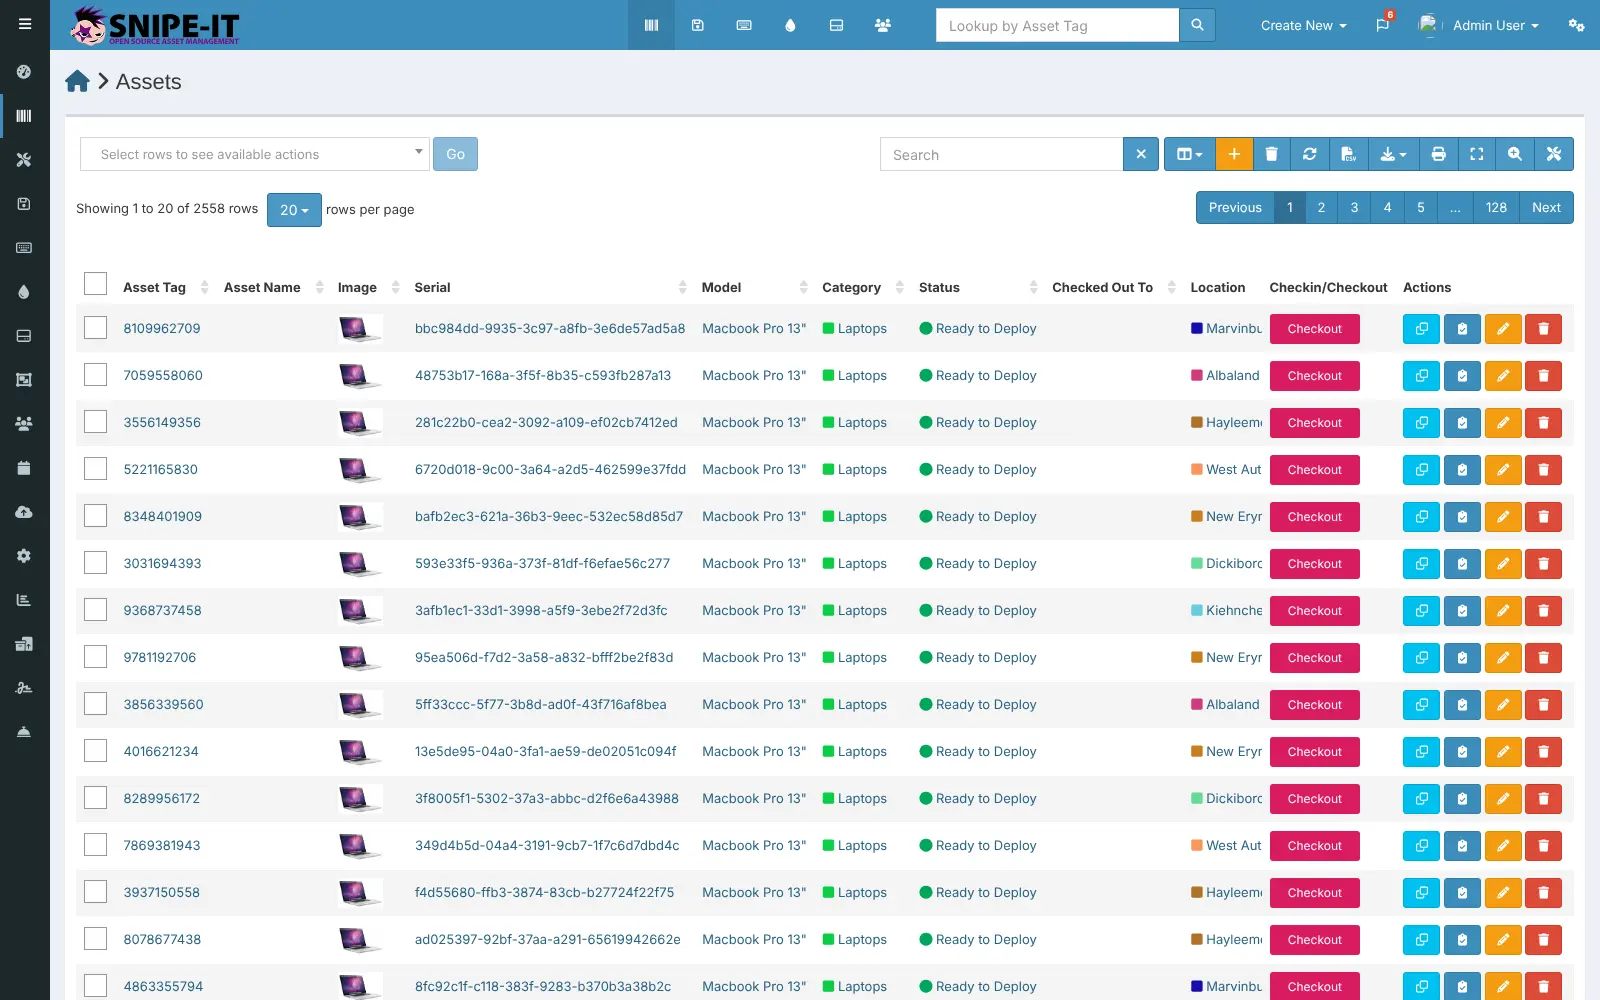 SNIPE-IT
OPEN SOURCE ASSET MANAGEMENT
Lookup by Asset Tag
Create New
6
Admin User
Assets
Select rows to see available actions
Go
Search
CSV
Showing 1 to 20 of 2558 rows
20
rows per page
Previous 1 2 3 4 5 ... 128 Next
Asset Tag Asset Name Image Serial Model Category Status Checked Out To Location Checkin/Checkout Actions
8109962709 bbc984dd-9935-3c97-a8fb-3e6de57ad5a8 Macbook Pro 13" Laptops Ready to Deploy Marvinbu Checkout
7059558060 48753b17-168a-3f5f-8b35-c593fb287a13 Macbook Pro 13" Laptops Ready to Deploy Albaland Checkout
3556149356 281c22b0-cea2-3092-a109-ef02cb7412ed Macbook Pro 13" Laptops Ready to Deploy Hayleem Checkout
5221165830 6720d018-9c00-3a64-a2d5-462599e37fdd Macbook Pro 13" Laptops Ready to Deploy West Aut Checkout
8348401909 bafb2ec3-621a-36b3-9eec-532ec58d85d7 Macbook Pro 13" Laptops Ready to Deploy New Eryn Checkout
3031694393 593e33f5-936a-373f-81df-f6efae56c277 Macbook Pro 13" Laptops Ready to Deploy Dickiboro Checkout
9368737458 3afb1ec1-33d1-3998-a5f9-3ebe2f72d3fc Macbook Pro 13" Laptops Ready to Deploy Kiehnche Checkout
9781192706 95ea506d-f7d2-3a58-a832-bfff2be2f83d Macbook Pro 13" Laptops Ready to Deploy New Eryn Checkout
3856339560 5ff33ccc-5f77-3b8d-ad0f-43f716af8bea Macbook Pro 13" Laptops Ready to Deploy Albaland Checkout
4016621234 13e5de95-04a0-3fa1-ae59-de02051c094f Macbook Pro 13" Laptops Ready to Deploy New Eryn Checkout
8289956172 3f8005f1-5302-37a3-abbc-d2f6e6a43988 Macbook Pro 13" Laptops Ready to Deploy Dickiboro Checkout
7869381943 349d4b5d-04a4-3191-9cb7-1f7c6d7dbd4c Macbook Pro 13" Laptops Ready to Deploy West Aut Checkout
3937150558 f4d55680-ffb3-3874-83cb-b27724f22f75 Macbook Pro 13" Laptops Ready to Deploy Hayleem Checkout
8078677438 ad025397-92bf-37aa-a291-65619942662e Macbook Pro 13" Laptops Ready to Deploy Hayleem Checkout
4863355794 8fc92c1f-c118-383f-9283-b370b3a38b2c Macbook Pro 13" Laptops Ready to Deploy Marvinbu Checkout